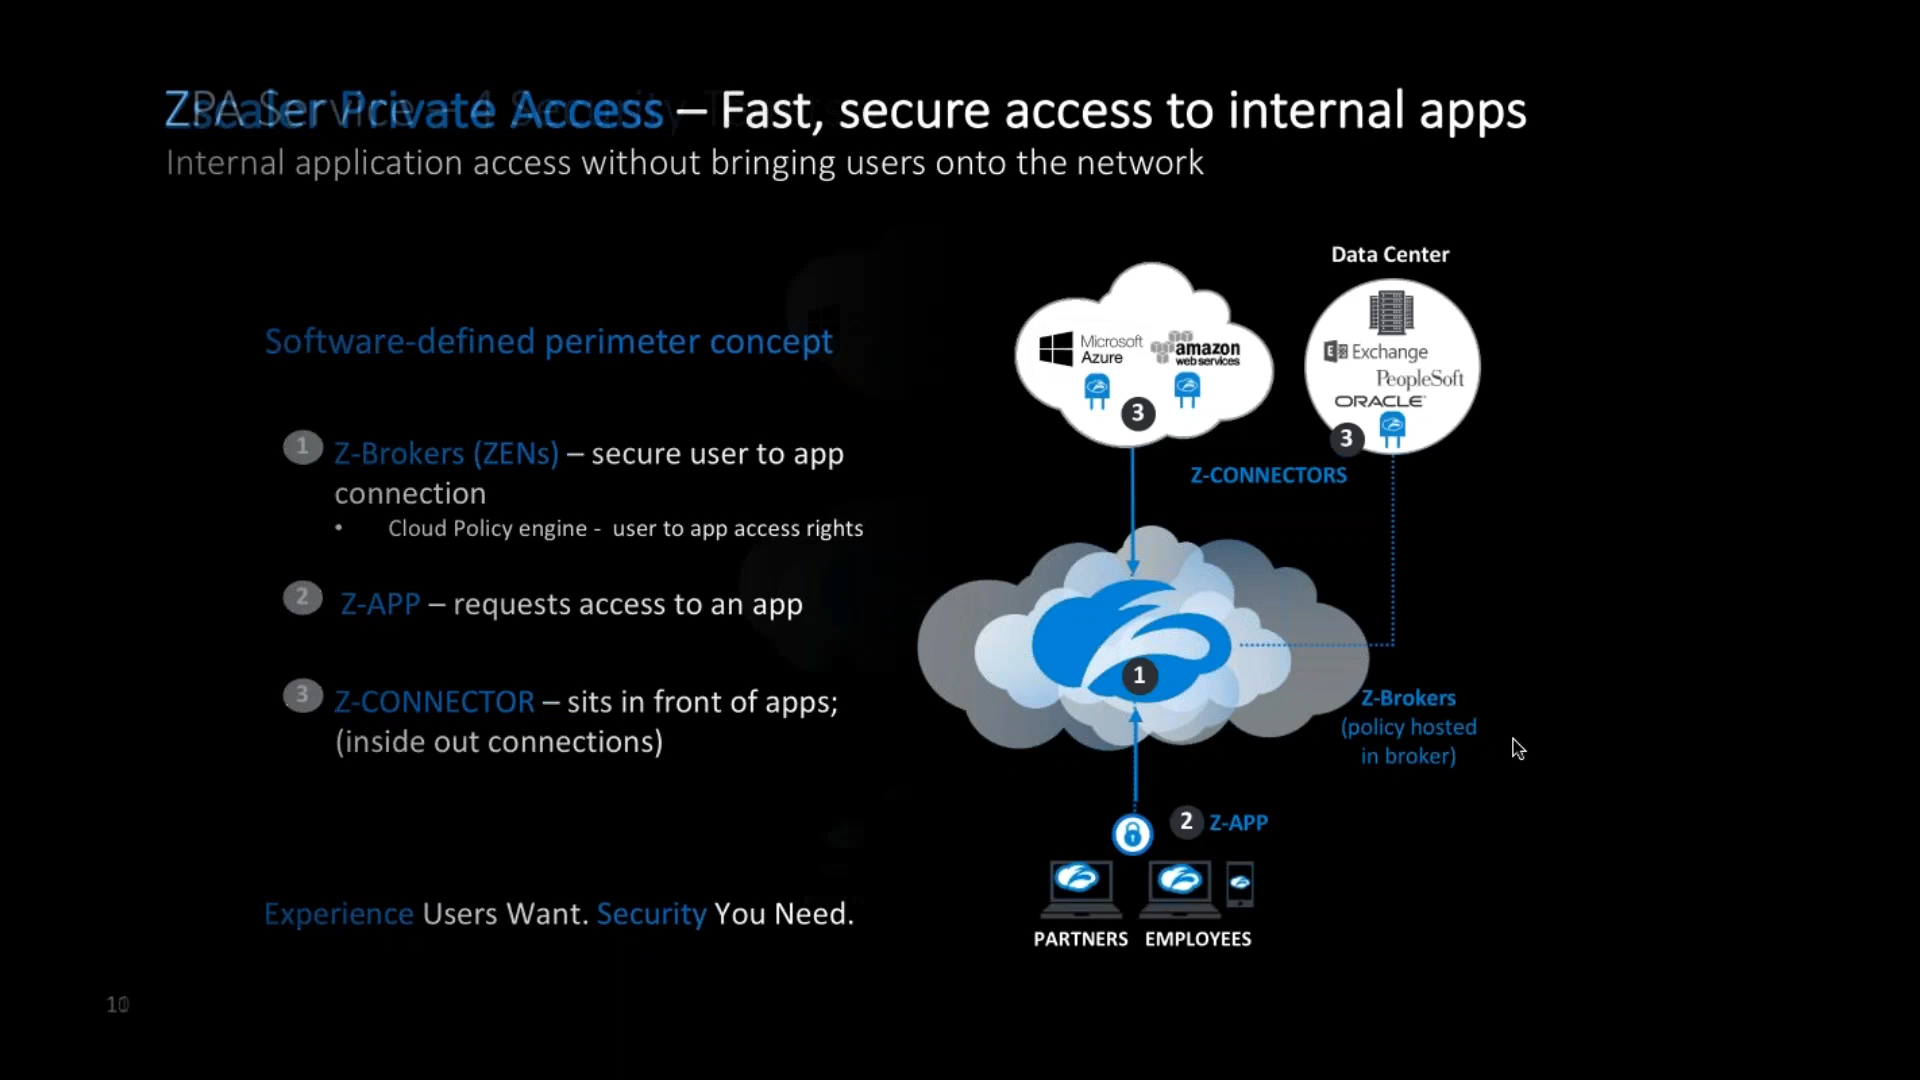 Zscaler Private Access – Fast, secure access to internal apps
Internal application access without bringing users onto the network
Data Center
Software-defined perimeter concept
Microsoft
Azure
amazon
webservices
Exchange
PeopleSoft
ORACLE
3
3
Z-CONNECTORS
1 Z-Brokers (ZENs) – secure user to app
connection
• Cloud Policy engine - user to app access rights
2 Z-APP – requests access to an app
3 Z-CONNECTOR – sits in front of apps;
(inside out connections)
1
Z-Brokers
(policy hosted
in broker)
2 Z-APP
PARTNERS EMPLOYEES
Experience Users Want. Security You Need.